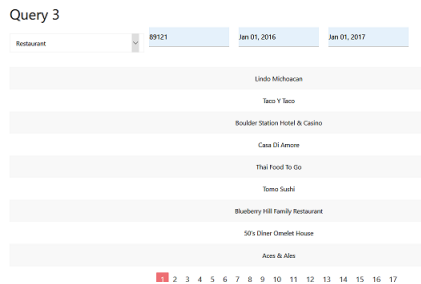 Query 3
Restaurant
89121
Jan 01, 2016
Jan 01, 2017
Lindo Michoacan
Taco Y Taco
Boulder Station Hotel & Casino
Casa Di Amore
Thai Food To Go
Tomo Sushi
Blueberry Hill Family Restaurant
50's Diner Omelet House
Aces & Ales
1 2 3 4 5 6 7 8 9 10 11 12 13 14 15 16 17